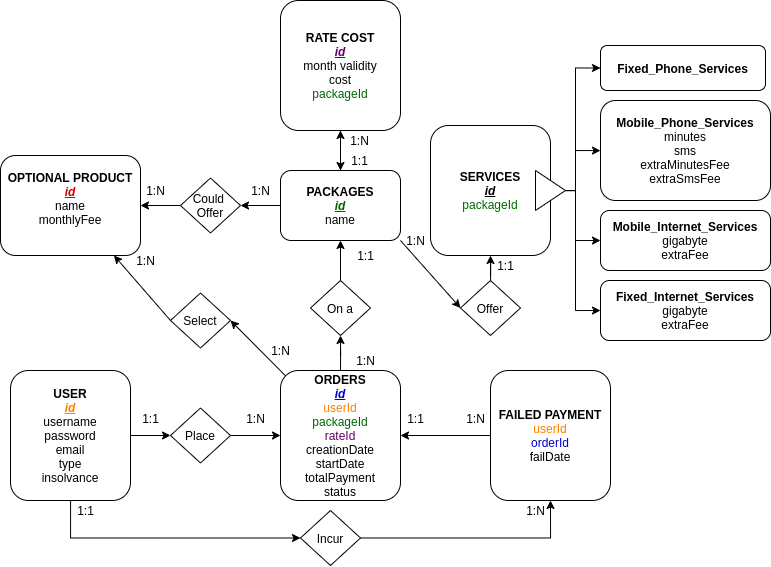 RATE COST
id
month validity
cost
packageId
1:N
1:1
Fixed_Phone_Services
Mobile_Phone_Services
minutes
sms
extraMinutesFee
extraSmsFee
Mobile_Internet_Services
gigabyte
extraFee
Fixed_Internet_Services
gigabyte
extraFee
SERVICES
id
packageId
OPTIONAL PRODUCT
id
name
monthlyFee
1:N
Could
Offer
1:N
PACKAGES
id
name
1:N
1:1
Offer
1:N
1:1
On a
1:N
Select
1:N
USER
id
username
password
email
type
insolvance
1:1
Place
1:N
ORDERS
id
userId
packageId
rateId
creationDate
startDate
totalPayment
status
1:1
1:N
FAILED PAYMENT
userId
orderId
failDate
1:1
Incur
1:N